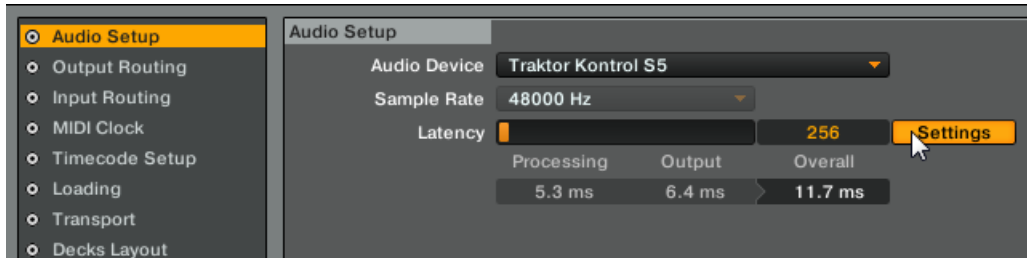 Audio Setup
Output Routing
Input Routing
MIDI Clock
Timecode Setup
Loading
Transport
Decks Layout
Audio Setup
Audio Device Traktor Kontrol S5
Sample Rate 48000 Hz
Latency 256 Settings
Processing Output Overall
5.3 ms 6.4 ms 11.7 ms